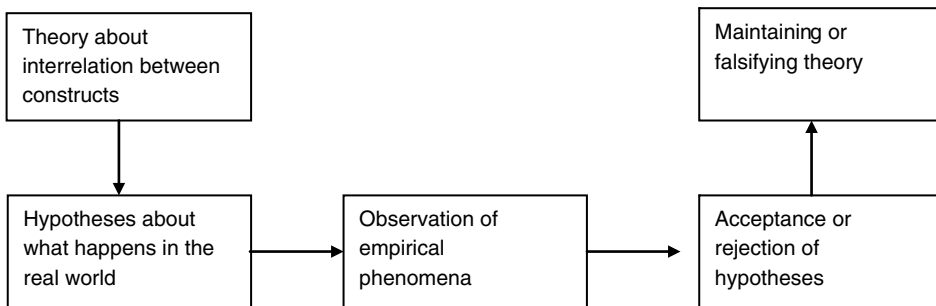 Theory about
interrelation between
constructs
Maintaining or
falsifying theory
Hypotheses about
what happens in the
real world
Observation of
empirical
phenomena
Acceptance or
rejection of
hypotheses